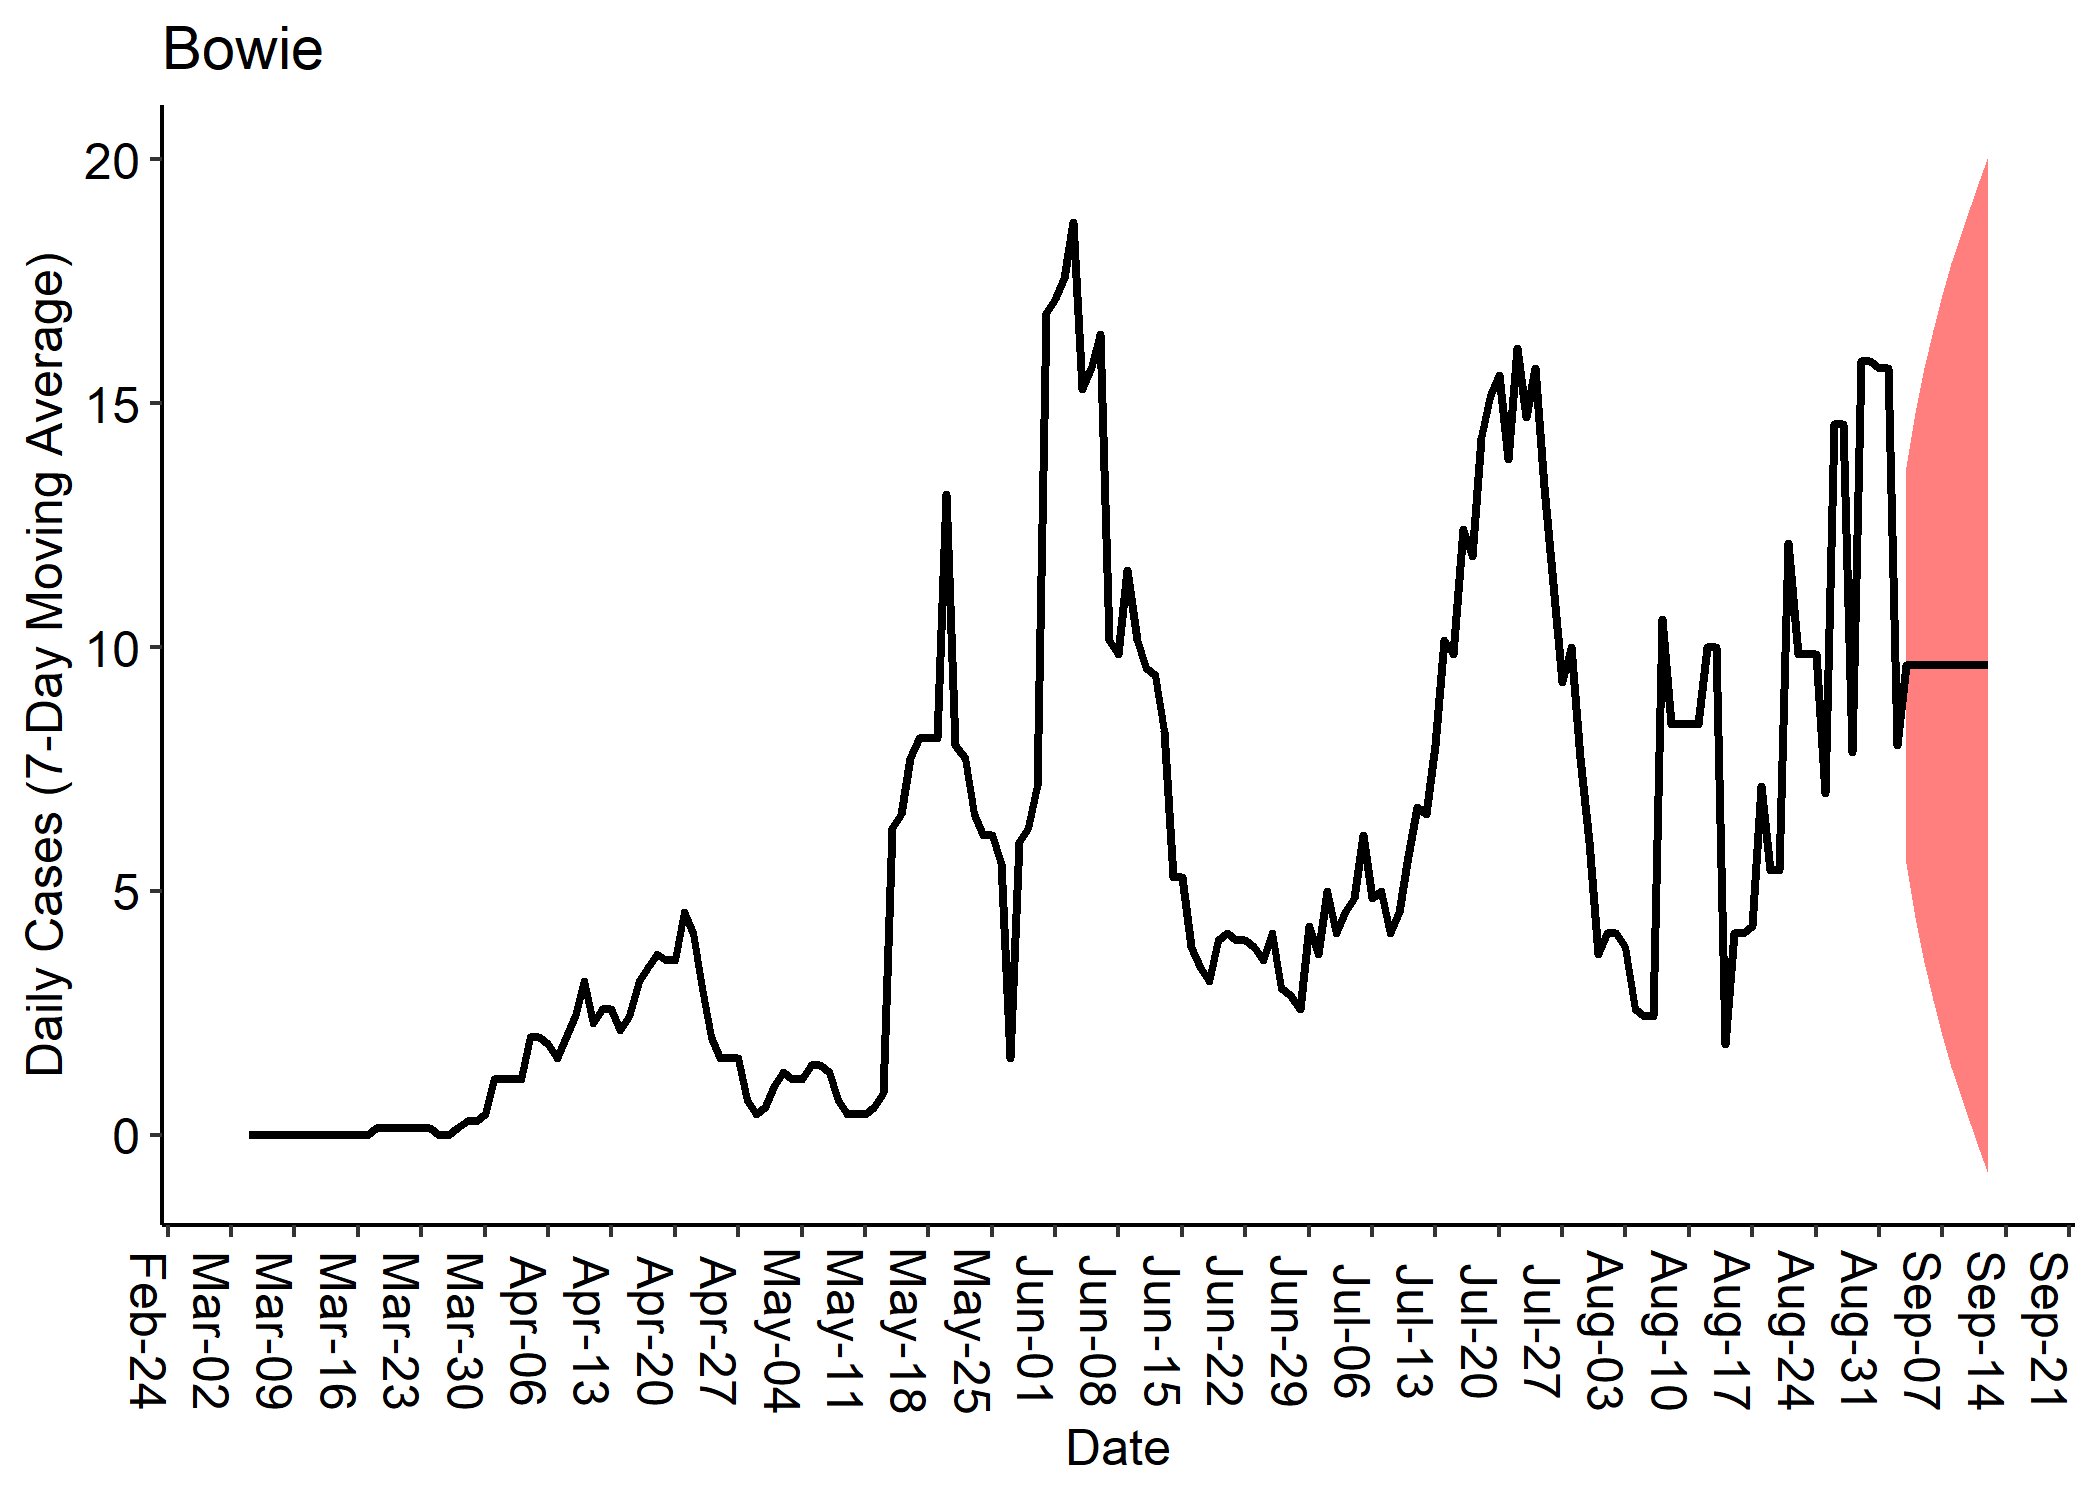 Bowie
Daily Cases (7-Day Moving Average)
20
15
10
5
0
Feb-24
Mar-02
Mar-09
Mar-16
Mar-23
Mar-30
Apr-06
Apr-13
Apr-20
Apr-27
May-04
May-11
May-18
May-25
Jun-01
Jun-08
Jun-15
Jun-22
Jun-29
Jul-06
Jul-13
Jul-20
Jul-27
Aug-03
Aug-10
Aug-17
Aug-24
Aug-31
Sep-07
Sep-14
Sep-21
Date